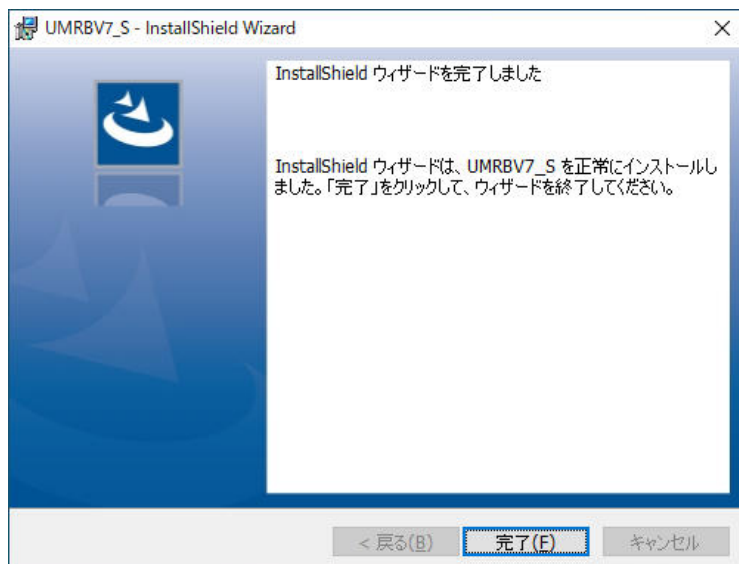 UMRBV7_S - InstallShield Wizard
InstallShield ウィザードを完了しました
InstallShield ウィザードは、UMRBV7_S を正常にインストールし
ました。「完了」をクリックして、ウィザードを終了してください。
< 戻る(B)
完了(F)
キャンセル